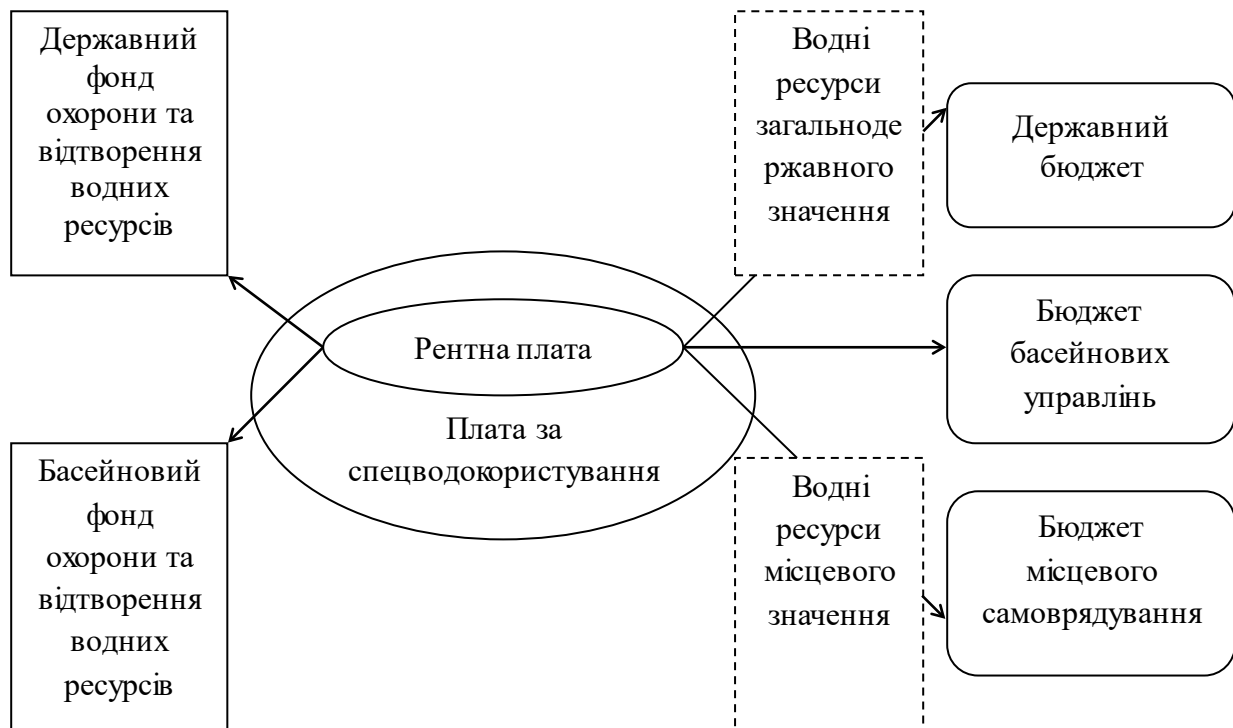 Державний
фонд
охорони та
відтворення
водних
ресурсів
Водні
ресурси
загальноде
ржавного
значення
Державний
бюджет
Рентна плата
Плата за
спецводокористування
Бюджет
басейнових
управлінь
Басейновий
фонд
охорони та
відтворення
водних
ресурсів
Водні
ресурси
місцевого
значення
Бюджет
місцевого
самоврядування